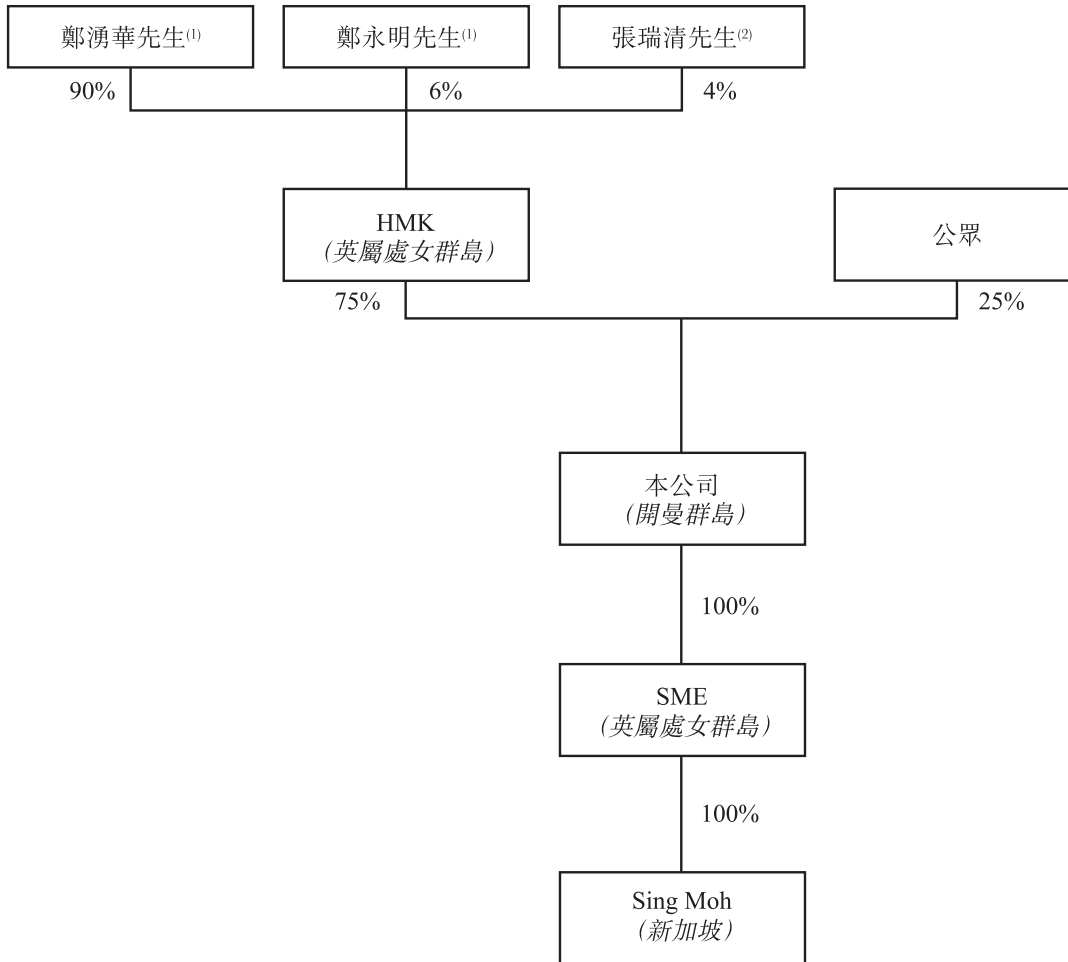 鄭湧華先生(1)
鄭永明先生(1)
張瑞清先生(2)
90%
6%
4%
HMK
(英屬處女群島)
公眾
75%
25%
本公司
(開曼群島)
100%
SME
(英屬處女群島)
100%
Sing Moh
(新加坡)